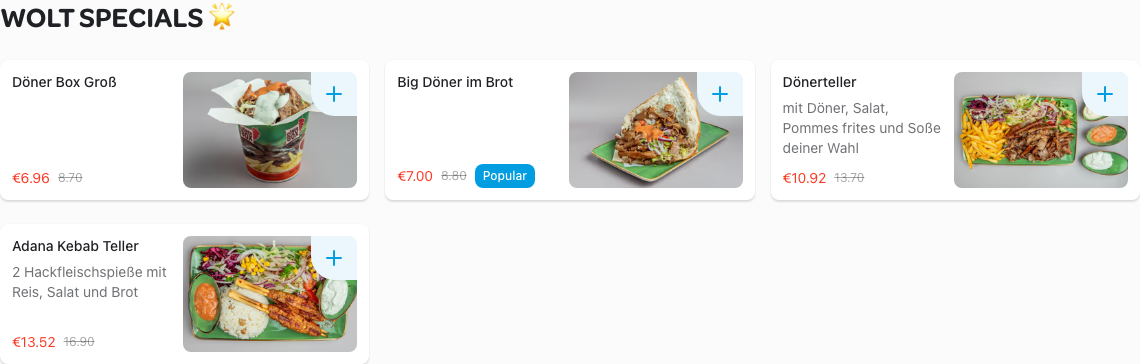 WOLT SPECIALS 🌟
Döner Box Groß
€6.96 8.70
Big Döner im Brot
€7.00 8.80 Popular
Dönerteller
mit Döner, Salat,
Pommes frites und Soße
deiner Wahl
€10.92 13.70
Adana Kebab Teller
2 Hackfleischspieße mit
Reis, Salat und Brot
€13.52 16.90